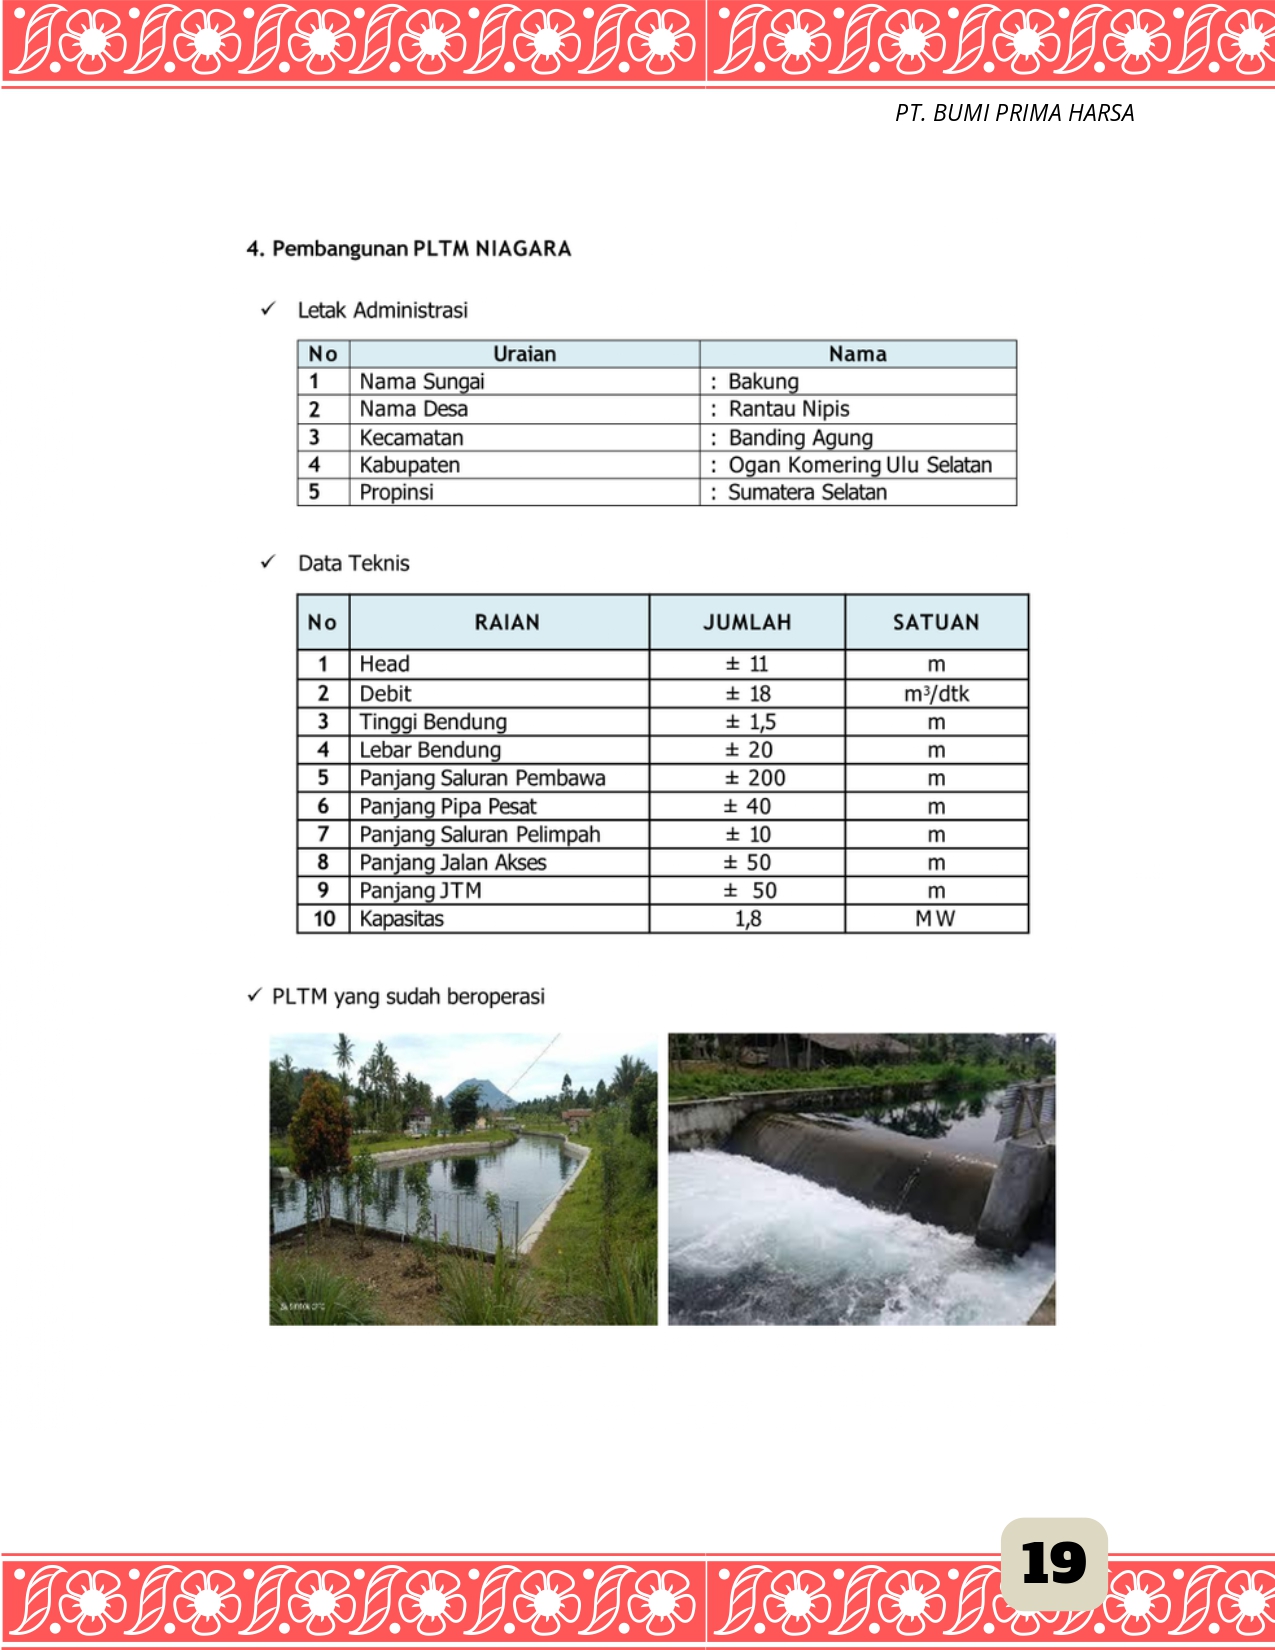 PT. BUMI PRIMA HARSA
4. Pembangunan PLTM NIAGARA
✓ Letak Administrasi
No Uraian Nama
1 Nama Sungai : Bakung
2 Nama Desa : Rantau Nipis
3 Kecamatan : Banding Agung
4 Kabupaten : Ogan Komering Ulu Selatan
5 Propinsi : Sumatera Selatan
✓ Data Teknis
No RAIAN JUMLAH SATUAN
1 Head ± 11 m
2 Debit ± 18 m³/dtk
3 Tinggi Bendung ± 1,5 m
4 Lebar Bendung ± 20 m
5 Panjang Saluran Pembawa ± 200 m
6 Panjang Pipa Pesat ± 40 m
7 Panjang Saluran Pelimpah ± 10 m
8 Panjang Jalan Akses ± 50 m
9 Panjang JTM ± 50 m
10 Kapasitas 1,8 MW
✓ PLTM yang sudah beroperasi
19